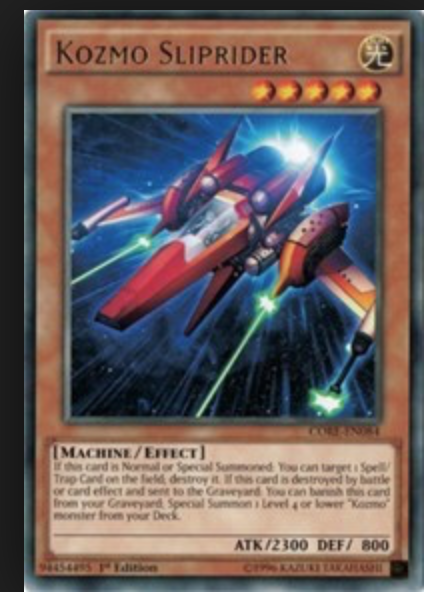 KOZMO SLIPRIDER
光
CORE-EN084
[MACHINE/EFFECT]
If this card is Normal or Special Summoned: You can target 1 Spell/
Trap Card on the field; destroy it. If this card is destroyed by battle
or card effect and sent to the Graveyard: You can banish this card
from your Graveyard; Special Summon 1 Level 4 or lower "Kozmo"
monster from your Deck.
ATK/2300 DEF/ 800
94454495 1st Edition
©1996 KAZUKI TAKAHASHI